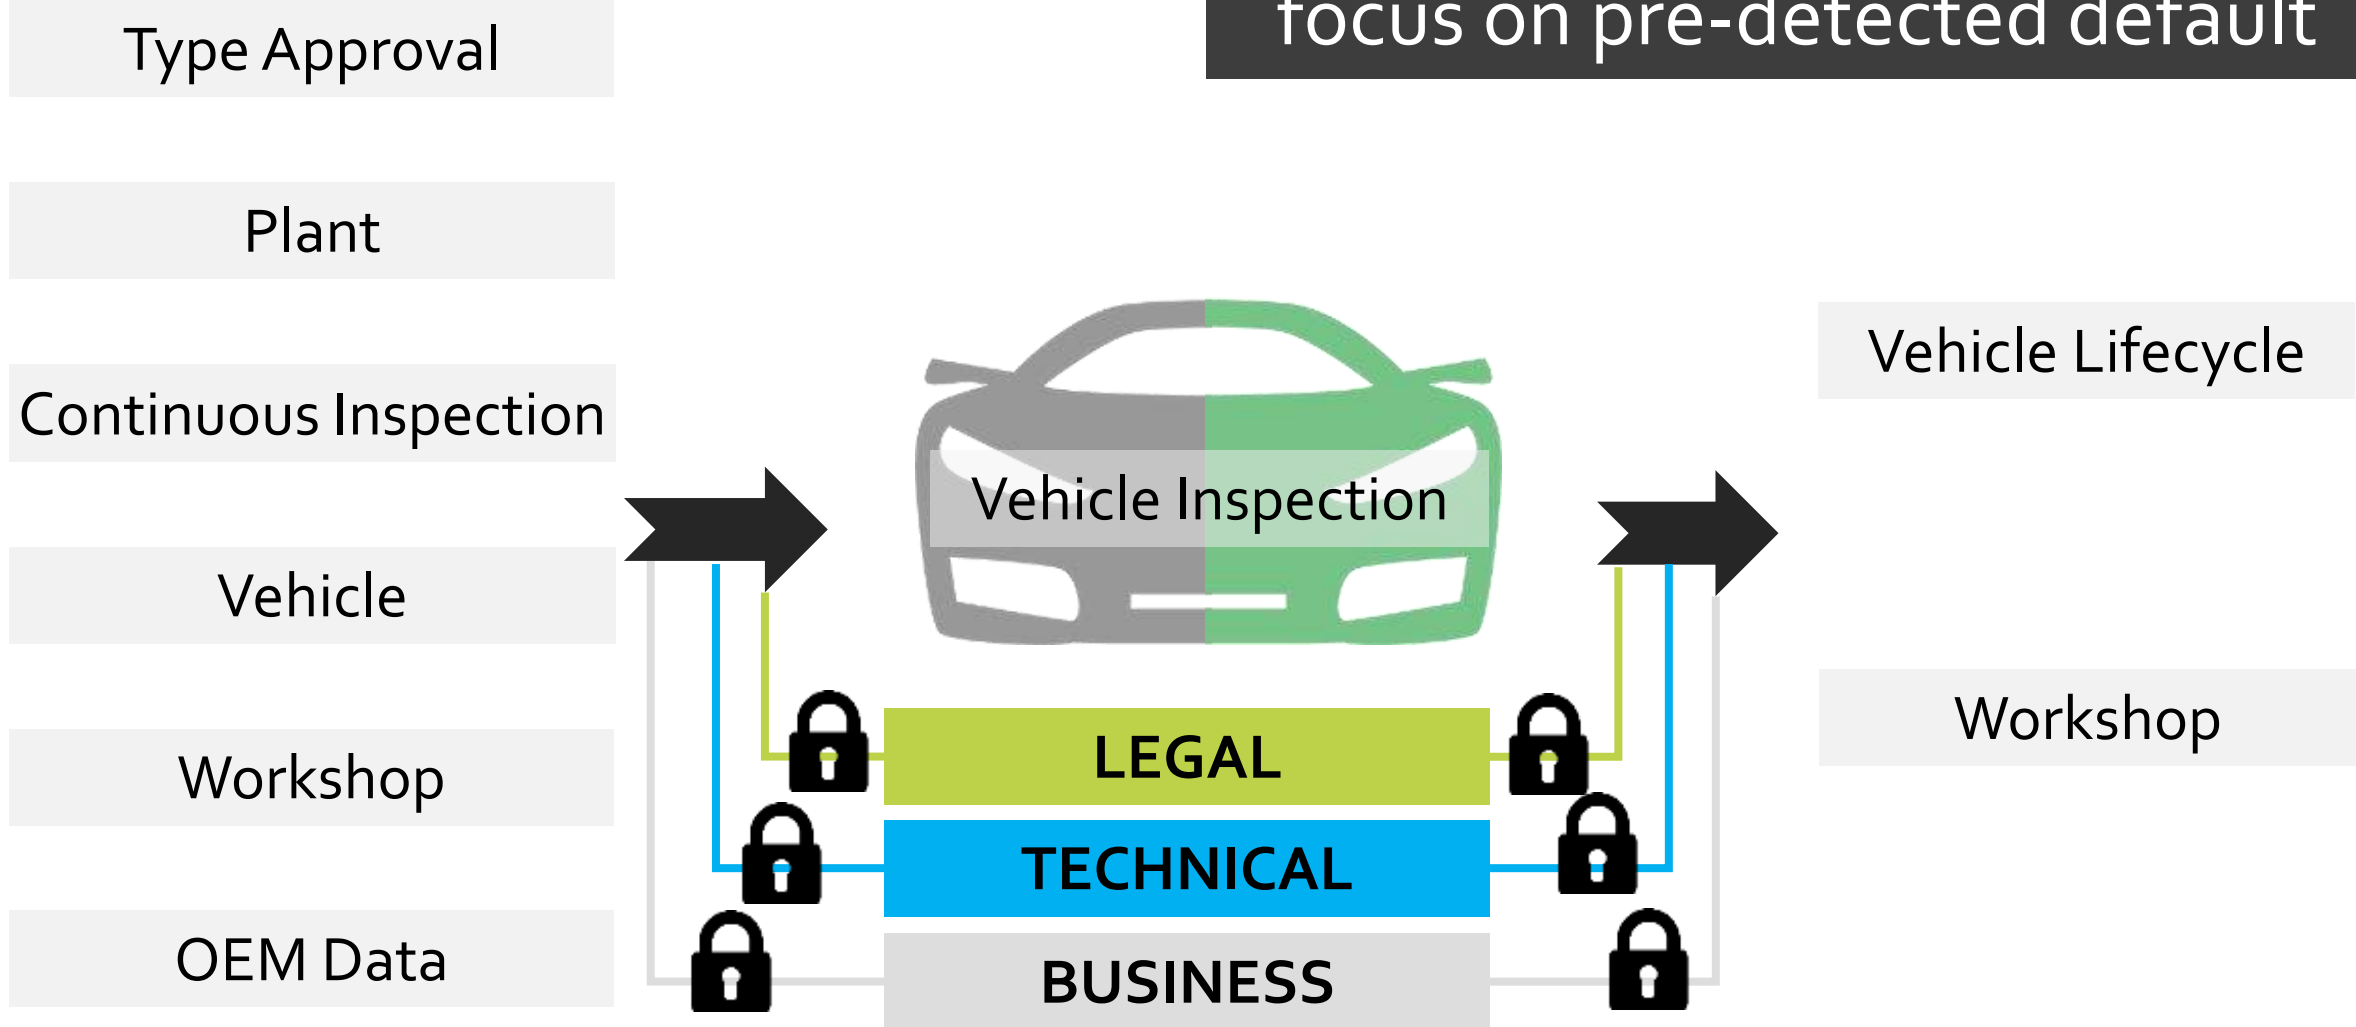 focus on pre-detected default
Type Approval
Plant
Continuous Inspection
Vehicle
Workshop
OEM Data
Vehicle Inspection
LEGAL
TECHNICAL
BUSINESS
Vehicle Lifecycle
Workshop